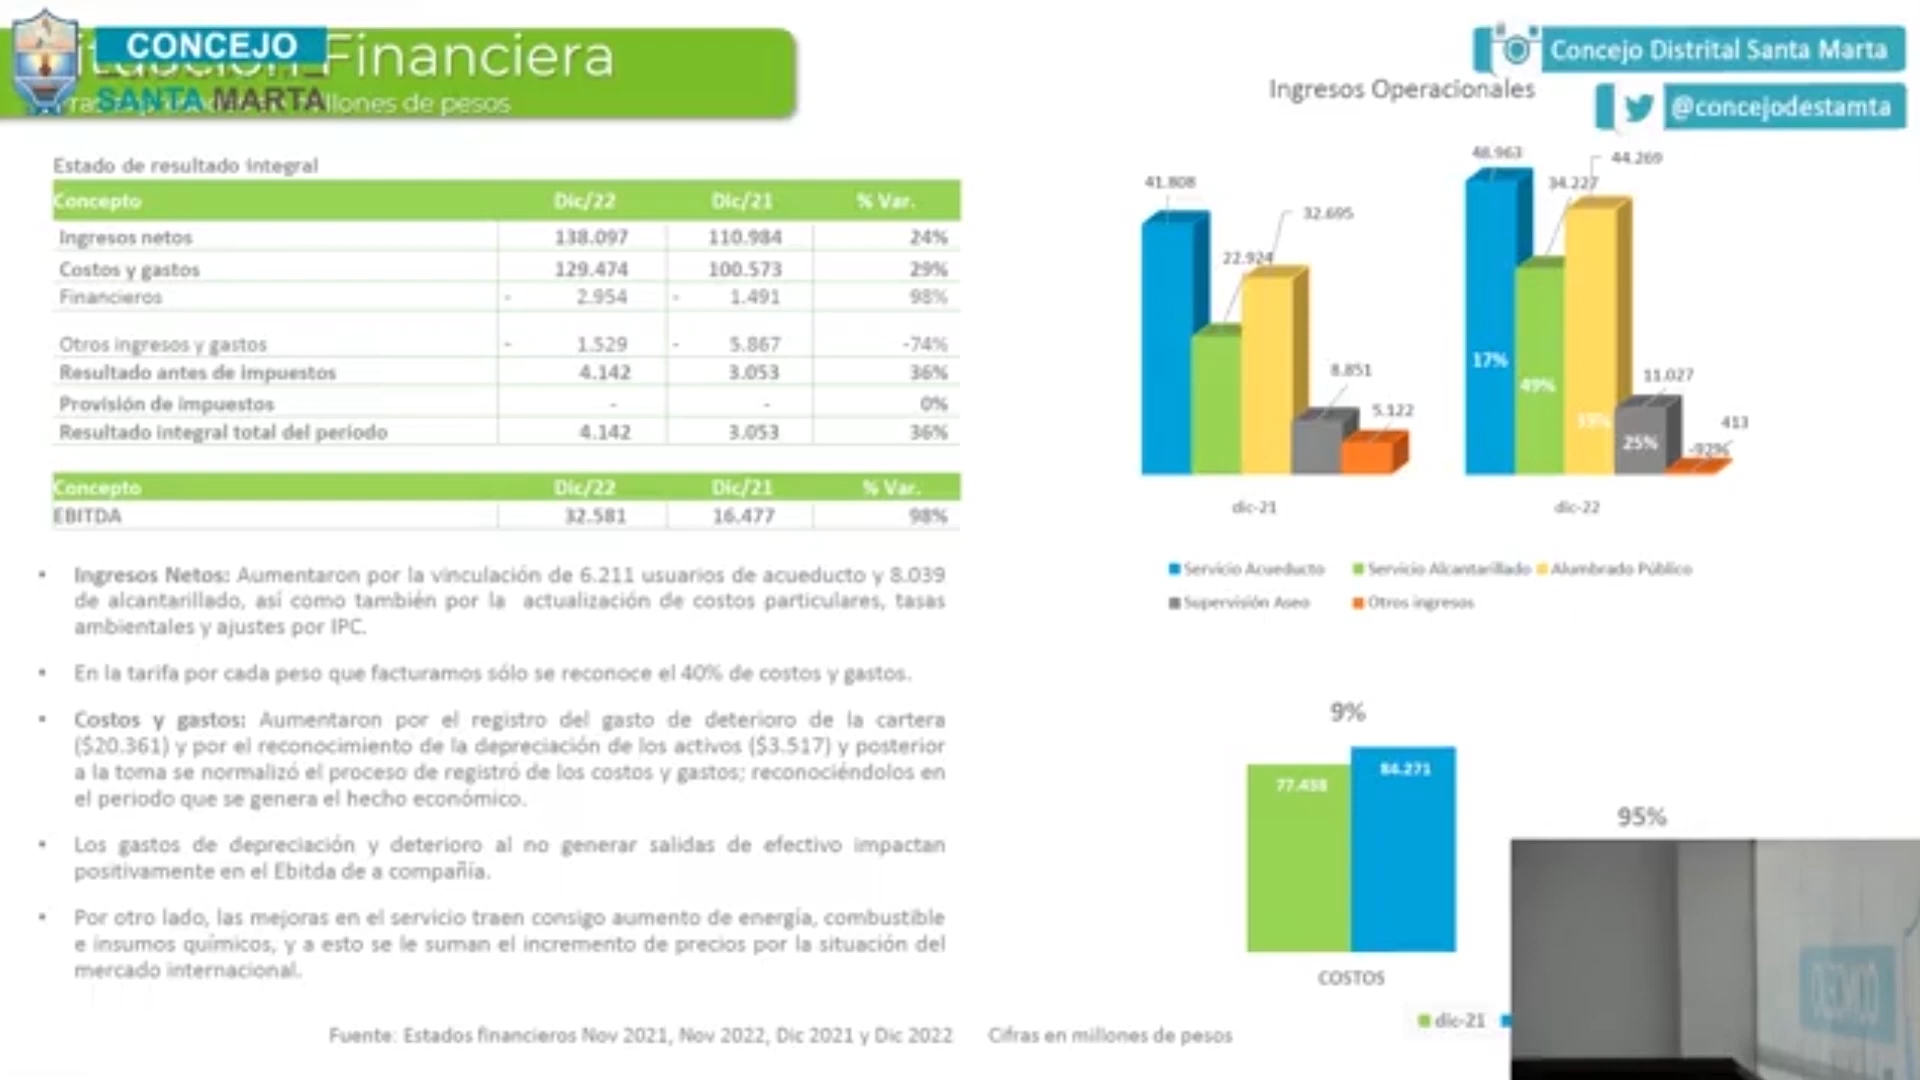 Situación Financiera
millones de pesos
CONCEJO
SANTA MARTA
Concejo Distrital Santa Marta
@concejodestamta
Estado de resultado integral
Concepto Dic/22 Dic/21 % Var.
Ingresos netos 138.097 110.984 24%
Costos y gastos 129.474 100.573 29%
Financieros - 2.954 - 1.491 98%
Otros ingresos y gastos - 1.529 - 5.867 -74%
Resultado antes de impuestos 4.142 3.053 36%
Provisión de impuestos - - 0%
Resultado integral total del periodo 4.142 3.053 36%
Concepto Dic/22 Dic/21 % Var.
EBITDA 32.581 16.477 98%
• Ingresos Netos: Aumentaron por la vinculación de 6.211 usuarios de acueducto y 8.039
de alcantarillado, así como también por la actualización de costos particulares, tasas
ambientales y ajustes por IPC.
• En la tarifa por cada peso que facturamos sólo se reconoce el 40% de costos y gastos.
• Costos y gastos: Aumentaron por el registro del gasto de deterioro de la cartera
($20.361) y por el reconocimiento de la depreciación de los activos ($3.517) y posterior
a la toma se normalizó el proceso de registró de los costos y gastos; reconociéndolos en
el periodo que se genera el hecho económico.
• Los gastos de depreciación y deterioro al no generar salidas de efectivo impactan
positivamente en el Ebitda de a compañía.
• Por otro lado, las mejoras en el servicio traen consigo aumento de energía, combustible
e insumos químicos, y a esto se le suman el incremento de precios por la situación del
mercado internacional.
Fuente: Estados financieros Nov 2021, Nov 2022, Dic 2021 y Dic 2022 Cifras en millones de pesos
Ingresos Operacionales
41.808
22.924
32.695
8.851
5.122
48.963
34.227
44.269
11.027
413
17%
49%
35%
25%
-92%
dic-21 dic-22
Servicio Acueducto Servicio Alcantarillado Alumbrado Público
Supervisión Aseo Otros ingresos
9%
77.438 84.271
COSTOS
95%
dic-21